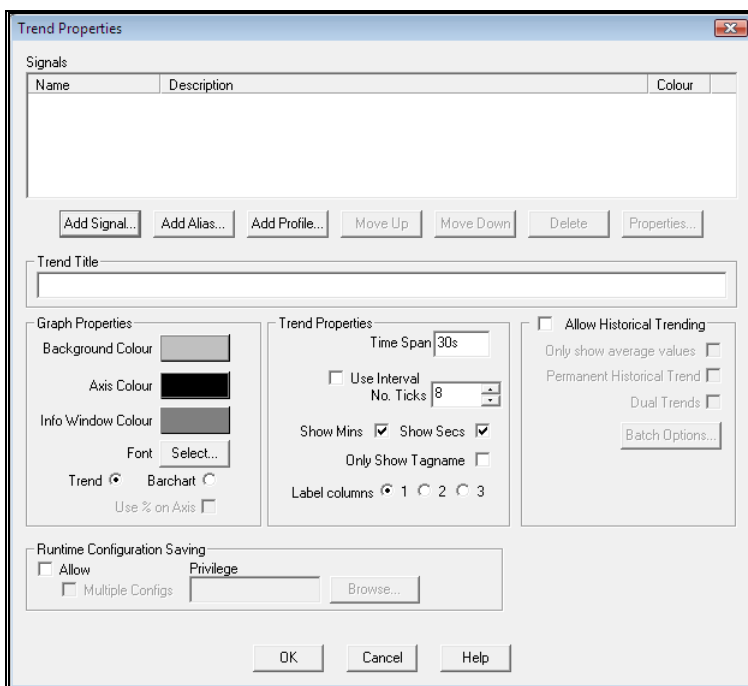 Trend Properties
Signals
Name Description Colour
Add Signal... Add Alias... Add Profile... Move Up Move Down Delete Properties...
Trend Title
Graph Properties
Background Colour
Axis Colour
Info Window Colour
Font Select...
Trend Barchart
Use % on Axis
Trend Properties
Time Span 30s
Use Interval
No. Ticks 8
Show Mins Show Secs
Only Show Tagname
Label columns 1 2 3
Allow Historical Trending
Only show average values
Permanent Historical Trend
Dual Trends
Batch Options...
Runtime Configuration Saving
Allow Privilege
Multiple Configs Browse...
OK Cancel Help